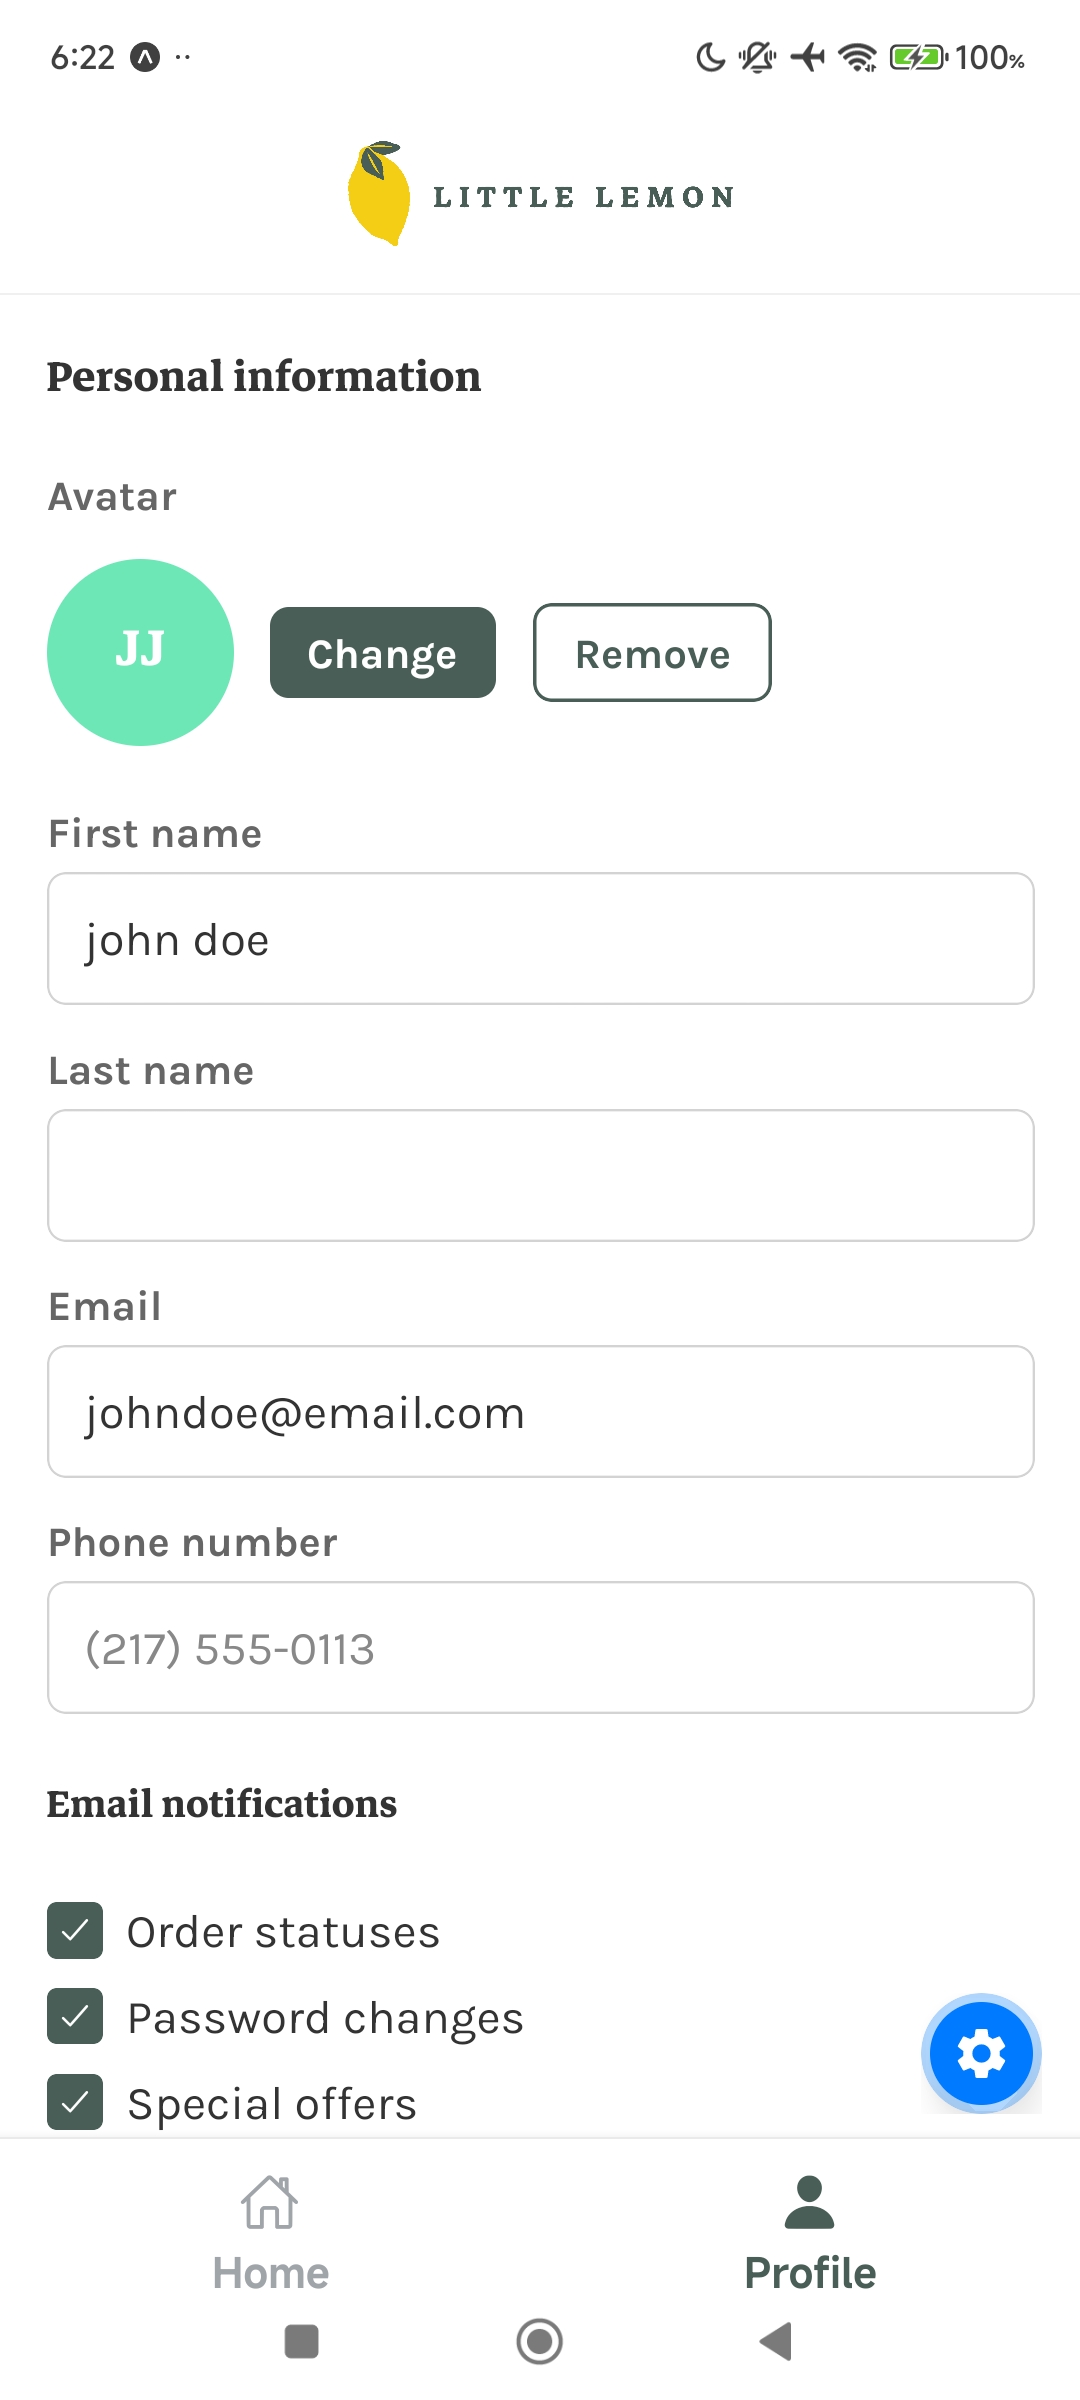 6:22
100%
LITTLE LEMON
Personal information
Avatar
JJ
Change
Remove
First name
john doe
Last name
Email
johndoe@email.com
Phone number
(217) 555-0113
Email notifications
Order statuses
Password changes
Special offers
Home
Profile